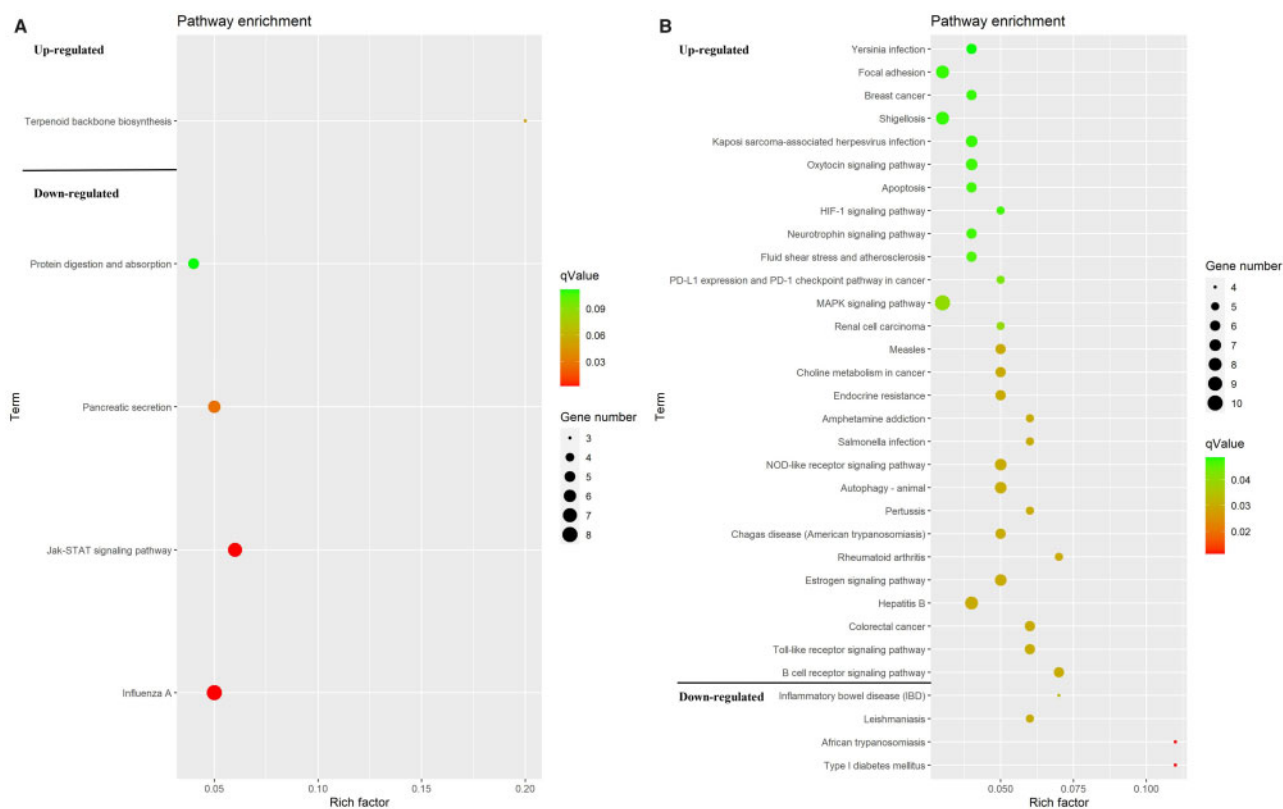 A
Pathway enrichment
Up-regulated
Terpenoid backbone biosynthesis
Down-regulated
Protein digestion and absorption
Pancreatic secretion
Jak-STAT signaling pathway
Influenza A
Term
0.05
0.10
0.15
0.20
Rich factor
qValue
0.09
0.06
0.03
Gene number
3
4
5
6
7
8
B
Pathway enrichment
Up-regulated
Yersinia infection
Focal adhesion
Breast cancer
Shigellosis
Kaposi sarcoma-associated herpesvirus infection
Oxytocin signaling pathway
Apoptosis
HIF-1 signaling pathway
Neurotrophin signaling pathway
Fluid shear stress and atherosclerosis
PD-L1 expression and PD-1 checkpoint pathway in cancer
MAPK signaling pathway
Renal cell carcinoma
Measles
Choline metabolism in cancer
Endocrine resistance
Amphetamine addiction
Salmonella infection
NOD-like receptor signaling pathway
Autophagy - animal
Pertussis
Chagas disease (American trypanosomiasis)
Rheumatoid arthritis
Estrogen signaling pathway
Hepatitis B
Colorectal cancer
Toll-like receptor signaling pathway
B cell receptor signaling pathway
Down-regulated
Inflammatory bowel disease (IBD)
Leishmaniasis
African trypanosomiasis
Type I diabetes mellitus
Term
0.050
0.075
0.100
Rich factor
Gene number
4
5
6
7
8
9
10
qValue
0.04
0.03
0.02